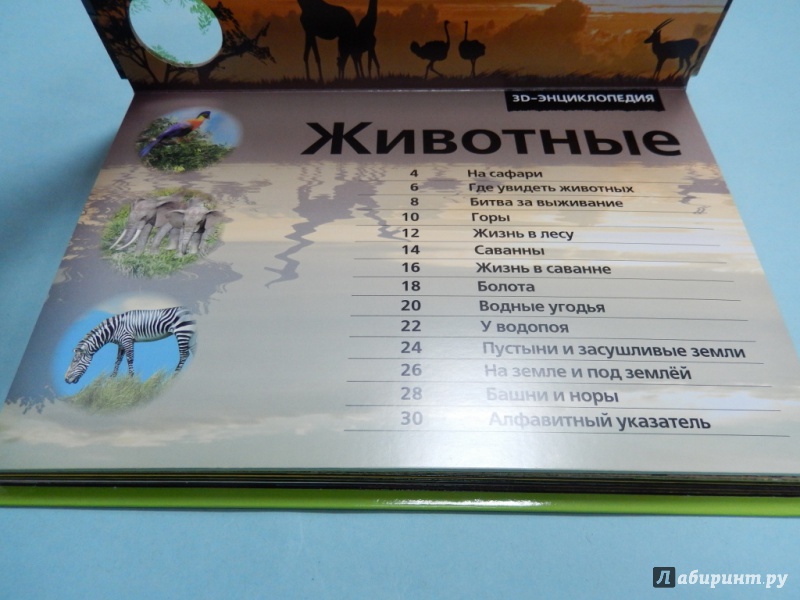 3D-ЭНЦИКЛОПЕДИЯ
Животные
4 На сафари
6 Где увидеть животных
8 Битва за выживание
10 Горы
12 Жизнь в лесу
14 Саванны
16 Жизнь в саванне
18 Болота
20 Водные угодья
22 У водопоя
24 Пустыни и засушливые земли
26 На земле и под землёй
28 Башни и норы
30 Алфавитный указатель
Лабиринт.ру